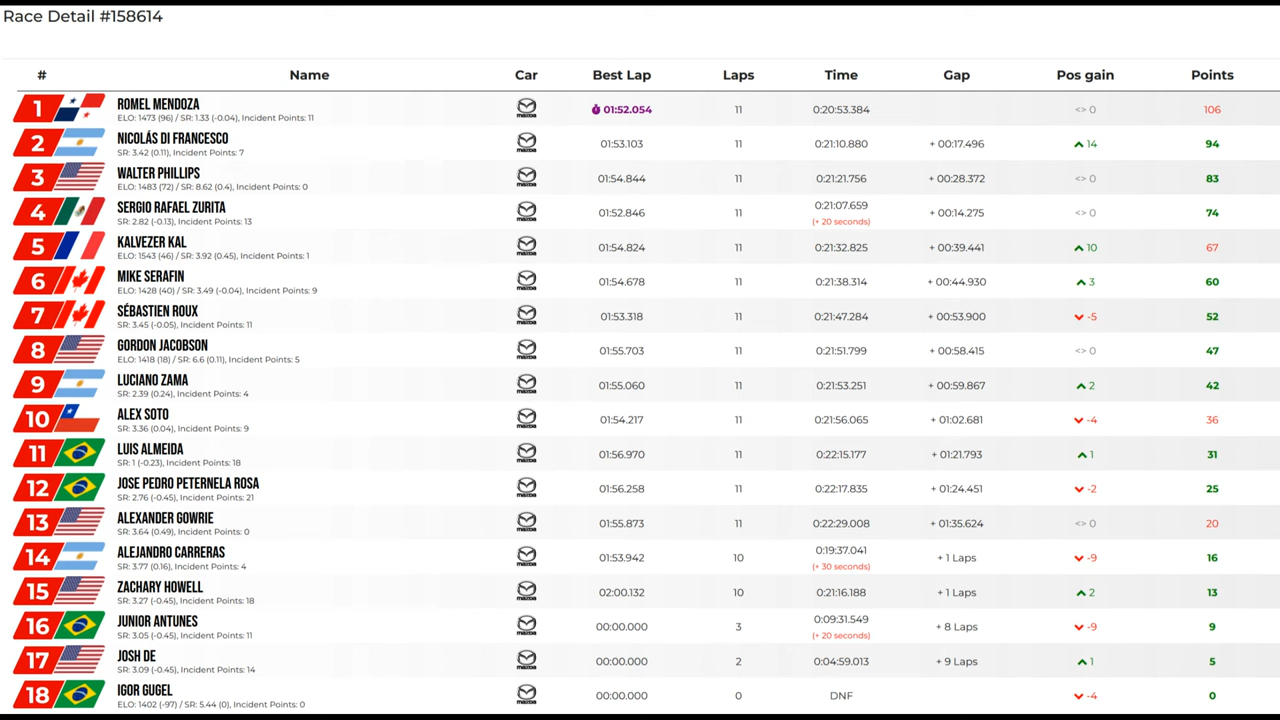 Race Detail #158614
# Name Car Best Lap Laps Time Gap Pos gain Points
1 ROMEL MENDOZA mazda 01:52.054 11 0:20:53.384 <> 0 106
ELO: 1473 (96) / SR: 1.33 (-0.04), Incident Points: 11
2 NICOLÁS DI FRANCESCO mazda 01:53.103 11 0:21:10.880 + 00:17.496 14 94
SR: 3.42 (0.11), Incident Points: 7
3 WALTER PHILLIPS mazda 01:54.844 11 0:21:21.756 + 00:28.372 <> 0 83
ELO: 1483 (72) / SR: 8.62 (0.4), Incident Points: 0
4 SERGIO RAFAEL ZURITA mazda 01:52.846 11 0:21:07.659 + 00:14.275 <> 0 74
SR: 2.82 (-0.13), Incident Points: 13 (+ 20 seconds)
5 KALVEZER KAL mazda 01:54.824 11 0:21:32.825 + 00:39.441 10 67
ELO: 1543 (46) / SR: 3.92 (0.45), Incident Points: 1
6 MIKE SERAFIN mazda 01:54.678 11 0:21:38.314 + 00:44.930 3 60
ELO: 1428 (40) / SR: 3.49 (-0.04), Incident Points: 9
7 SÉBASTIEN ROUX mazda 01:53.318 11 0:21:47.284 + 00:53.900 -5 52
SR: 3.45 (-0.05), Incident Points: 11
8 GORDON JACOBSON mazda 01:55.703 11 0:21:51.799 + 00:58.415 <> 0 47
ELO: 1418 (18) / SR: 6.6 (0.11), Incident Points: 5
9 LUCIANO ZAMA mazda 01:55.060 11 0:21:53.251 + 00:59.867 2 42
SR: 2.39 (0.24), Incident Points: 4
10 ALEX SOTO mazda 01:54.217 11 0:21:56.065 + 01:02.681 -4 36
SR: 3.36 (0.04), Incident Points: 9
11 LUIS ALMEIDA mazda 01:56.970 11 0:22:15.177 + 01:21.793 1 31
SR: 1 (-0.23), Incident Points: 18
12 JOSE PEDRO PETERNELA ROSA mazda 01:56.258 11 0:22:17.835 + 01:24.451 -2 25
SR: 2.76 (-0.45), Incident Points: 21
13 ALEXANDER GOWRIE mazda 01:55.873 11 0:22:29.008 + 01:35.624 <> 0 20
SR: 3.64 (0.49), Incident Points: 0
14 ALEJANDRO CARRERAS mazda 01:53.942 10 0:19:37.041 + 1 Laps -9 16
SR: 3.77 (0.16), Incident Points: 4 (+ 30 seconds)
15 ZACHARY HOWELL mazda 02:00.132 10 0:21:19.188 + 1 Laps 2 13
SR: 3.27 (-0.45), Incident Points: 18
16 JUNIOR ANTUNES mazda 00:00.000 3 0:09:31.549 + 8 Laps -9 9
SR: 3.05 (-0.45), Incident Points: 11 (+ 20 seconds)
17 JOSH DE mazda 00:00.000 2 0:04:59.013 + 9 Laps 1 5
SR: 3.09 (-0.45), Incident Points: 14
18 IGOR GUGEL mazda 00:00.000 0 DNF -4 0
ELO: 1402 (-97) / SR: 5.44 (0), Incident Points: 0